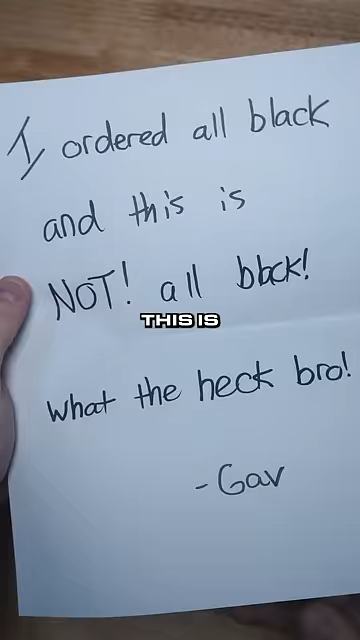 I ordered all black
and this is
NOT! all black!
THIS IS
what the heck bro!
-Gav